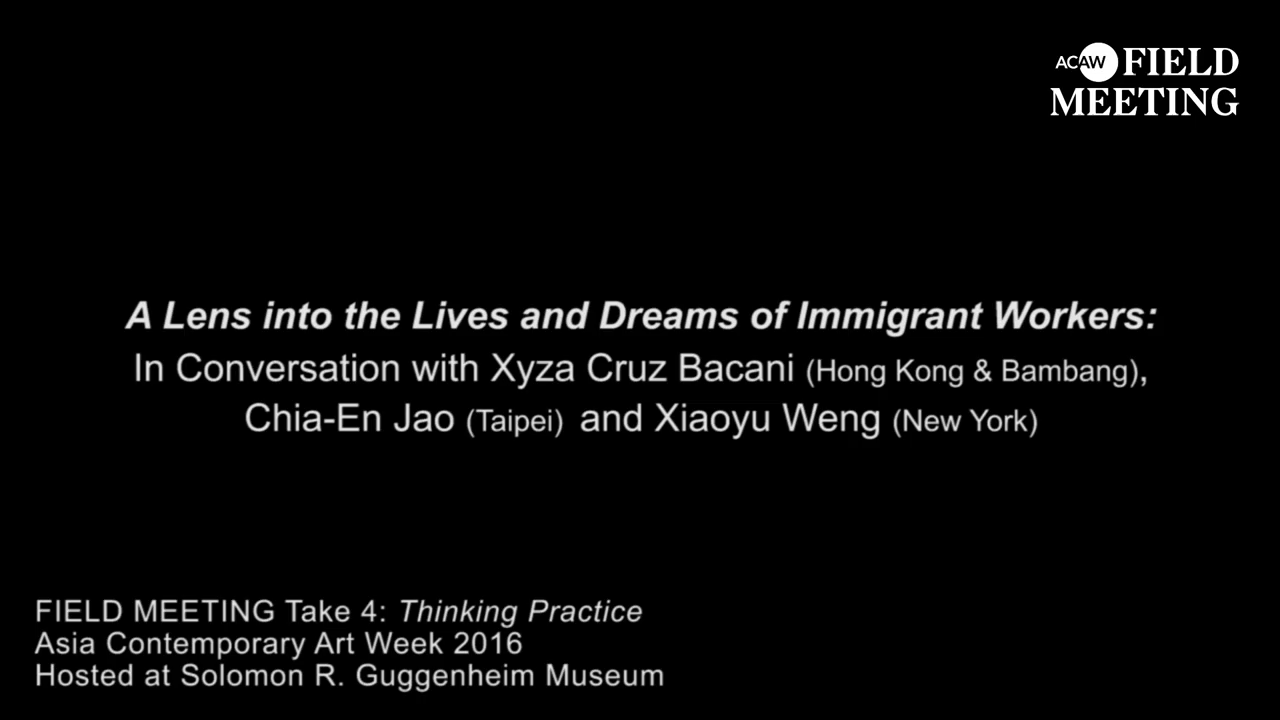 ACAW FIELD
MEETING
A Lens into the Lives and Dreams of Immigrant Workers:
In Conversation with Xyza Cruz Bacani (Hong Kong & Bambang),
Chia-En Jao (Taipei) and Xiaoyu Weng (New York)
FIELD MEETING Take 4: Thinking Practice
Asia Contemporary Art Week 2016
Hosted at Solomon R. Guggenheim Museum